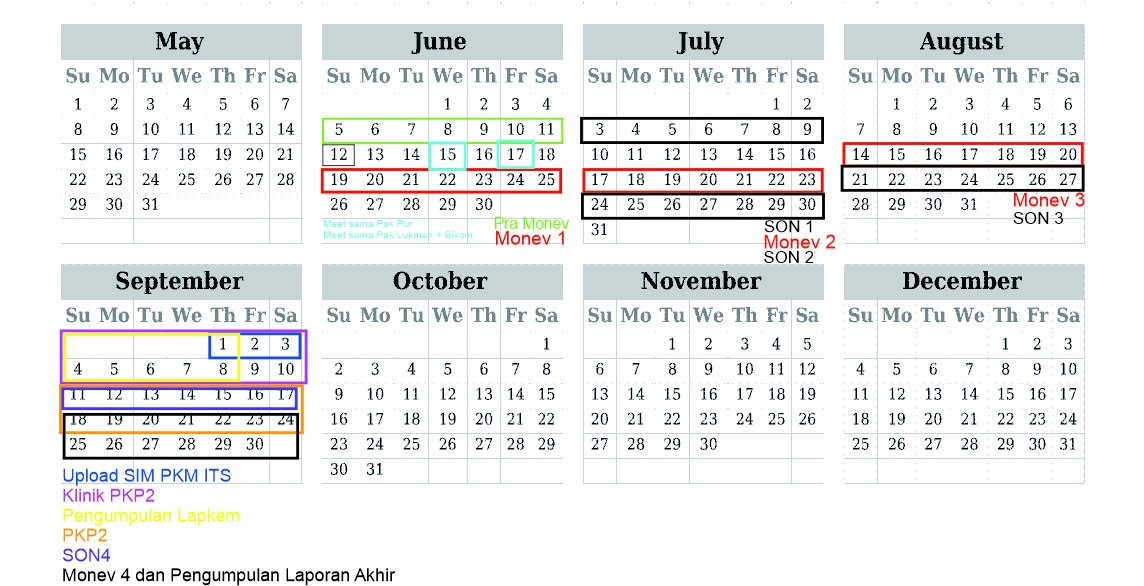 May June July August
Su Mo Tu We Th Fr Sa Su Mo Tu We Th Fr Sa Su Mo Tu We Th Fr Sa Su Mo Tu We Th Fr Sa
1 2 3 4 5 6 7 1 2 3 4 1 2 1 2 3 4 5 6
8 9 10 11 12 13 14 5 6 7 8 9 10 11 3 4 5 6 7 8 9 7 8 9 10 11 12 13
15 16 17 18 19 20 21 12 13 14 15 16 17 18 10 11 12 13 14 15 16 14 15 16 17 18 19 20
22 23 24 25 26 27 28 19 20 21 22 23 24 25 17 18 19 20 21 22 23 21 22 23 24 25 26 27
29 30 31 26 27 28 29 30 24 25 26 27 28 29 30 28 29 30 31
Meet sama Pak Pur Pra Monev 31 SON 1 Monev 3
Meet sama Pak Lukman + Bikom Monev 1 Monev 2 SON 3
SON 2
September October November December
Su Mo Tu We Th Fr Sa Su Mo Tu We Th Fr Sa Su Mo Tu We Th Fr Sa Su Mo Tu We Th Fr Sa
1 2 3 1 1 2 3 4 5 1 2 3
4 5 6 7 8 9 10 2 3 4 5 6 7 8 6 7 8 9 10 11 12 4 5 6 7 8 9 10
11 12 13 14 15 16 17 9 10 11 12 13 14 15 13 14 15 16 17 18 19 11 12 13 14 15 16 17
18 19 20 21 22 23 24 16 17 18 19 20 21 22 20 21 22 23 24 25 26 18 19 20 21 22 23 24
25 26 27 28 29 30 23 24 25 26 27 28 29 27 28 29 30 25 26 27 28 29 30 31
30 31
Upload SIM PKM ITS
Klinik PKP2
Pengumpulan Lapkem
PKP2
SON4
Monev 4 dan Pengumpulan Laporan Akhir